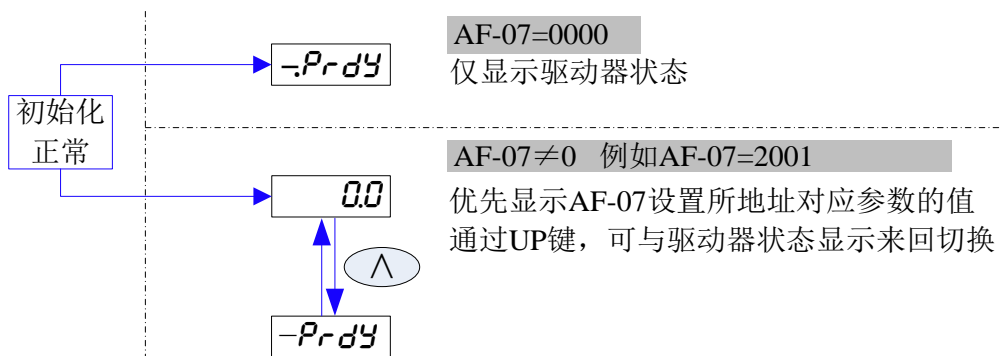 AF-07=0000
-.Prdy
仅显示驱动器状态
初始化
正常
AF-07≠0 例如AF-07=2001
0.0
优先显示AF-07设置所地址对应参数的值
通过UP键，可与驱动器状态显示来回切换
∧
-Prdy